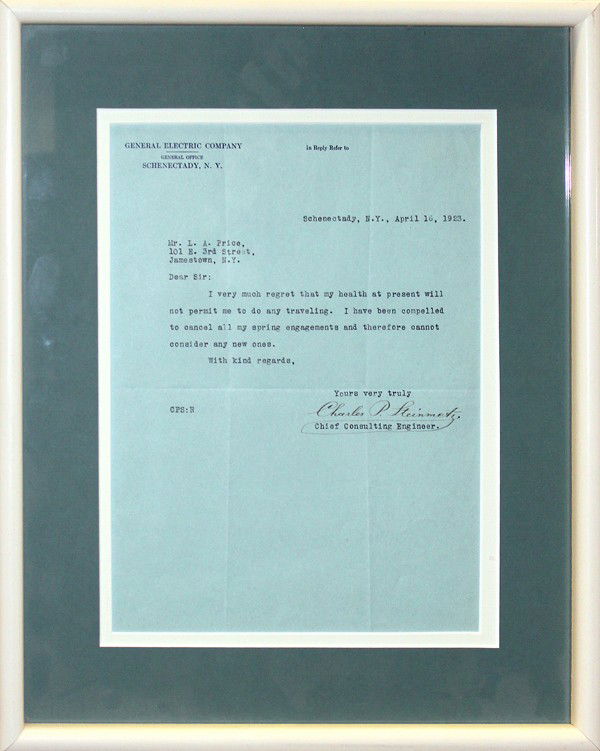 GENERAL ELECTRIC COMPANY
GENERAL OFFICE
SCHENECTADY, N. Y.
in Reply Refer to
Schenectady, N.Y., April 16, 1923.
Mr. L. A. Price,
101 E. 3rd Street,
Jamestown, N.Y.
Dear Sir:
I very much regret that my health at present will
not permit me to do any traveling. I have been compelled
to cancel all my spring engagements and therefore cannot
consider any new ones.
With kind regards,
Yours very truly
CPS:N
Charles P. Steinmetz
Chief Consulting Engineer.